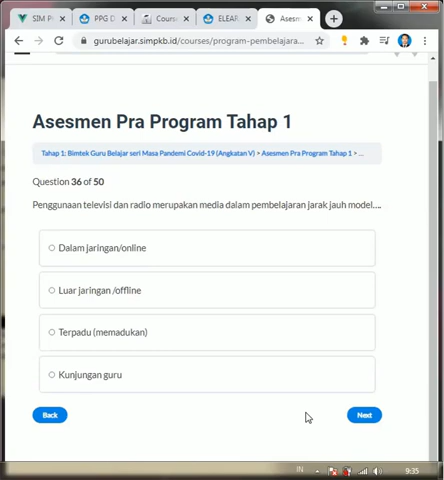 SIM P
PPG D
Cours
ELEAR
Asesm
gurubelajar.simpkb.id/courses/program-pembelajara...
Asesmen Pra Program Tahap 1
Tahap 1: Bimtek Guru Belajar seri Masa Pandemi Covid-19 (Angkatan V) > Asesmen Pra Program Tahap 1 > ...
Question 36 of 50
Penggunaan televisi dan radio merupakan media dalam pembelajaran jarak jauh model....
Dalam jaringan/online
Luar jaringan /offline
Terpadu (memadukan)
Kunjungan guru
Back
Next
IN
9:35